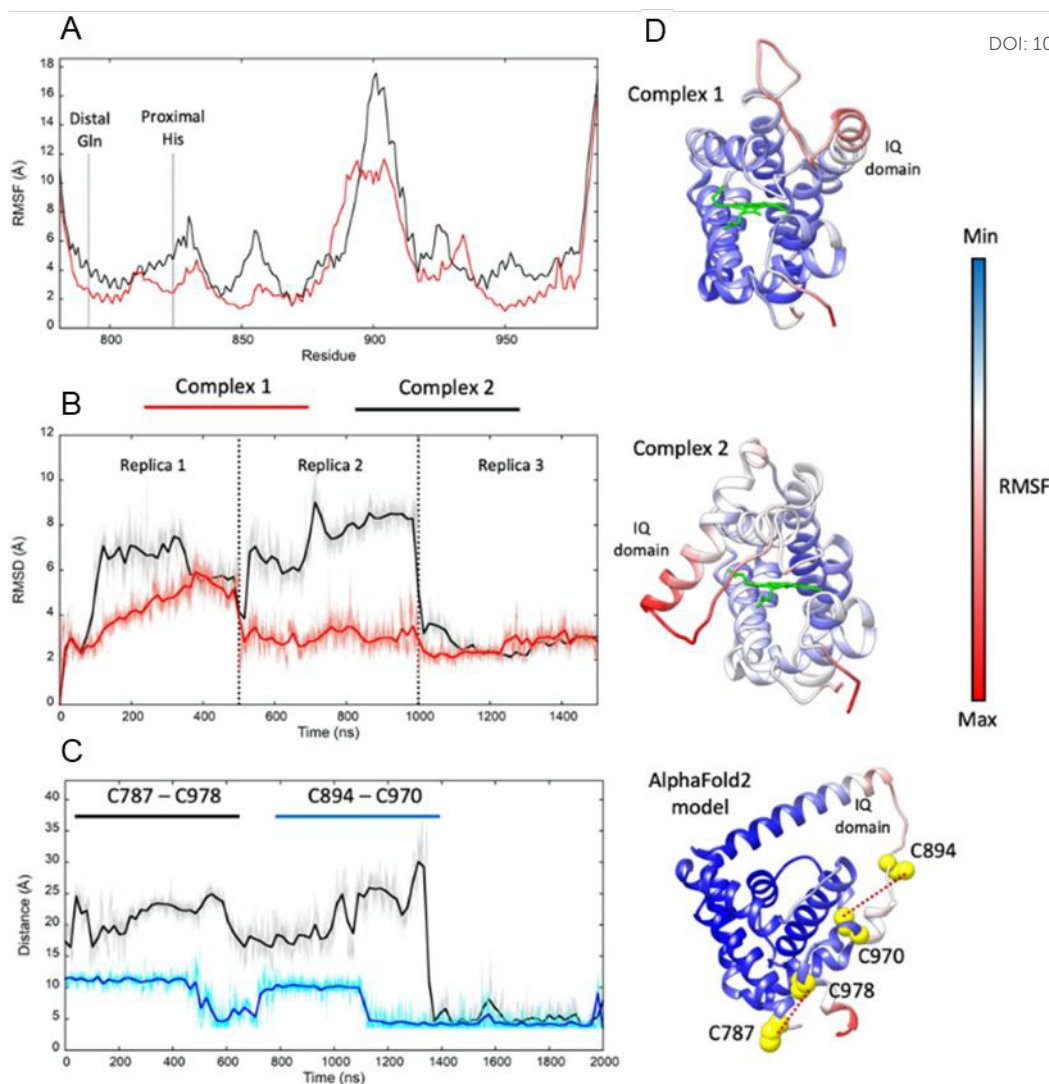 A
18
16
14
12
10
8
6
4
2
0
RMSF (Å)
Distal
Gln
Proximal
His
800
850
900
950
Residue
Complex 1
Complex 2
B
12
10
8
6
4
2
0
RMSD (Å)
Replica 1
Replica 2
Replica 3
0
200
400
600
800
1000
1200
1400
Time (ns)
C
40
35
30
25
20
15
10
5
0
Distance (Å)
C787 – C978
C894 – C970
0
200
400
600
800
1000
1200
1400
1600
1800
2000
Time (ns)
D
DOI: 10
Complex 1
IQ
domain
Complex 2
IQ
domain
AlphaFold2
model
IQ
domain
C894
C970
C978
C787
Min
RMSF
Max